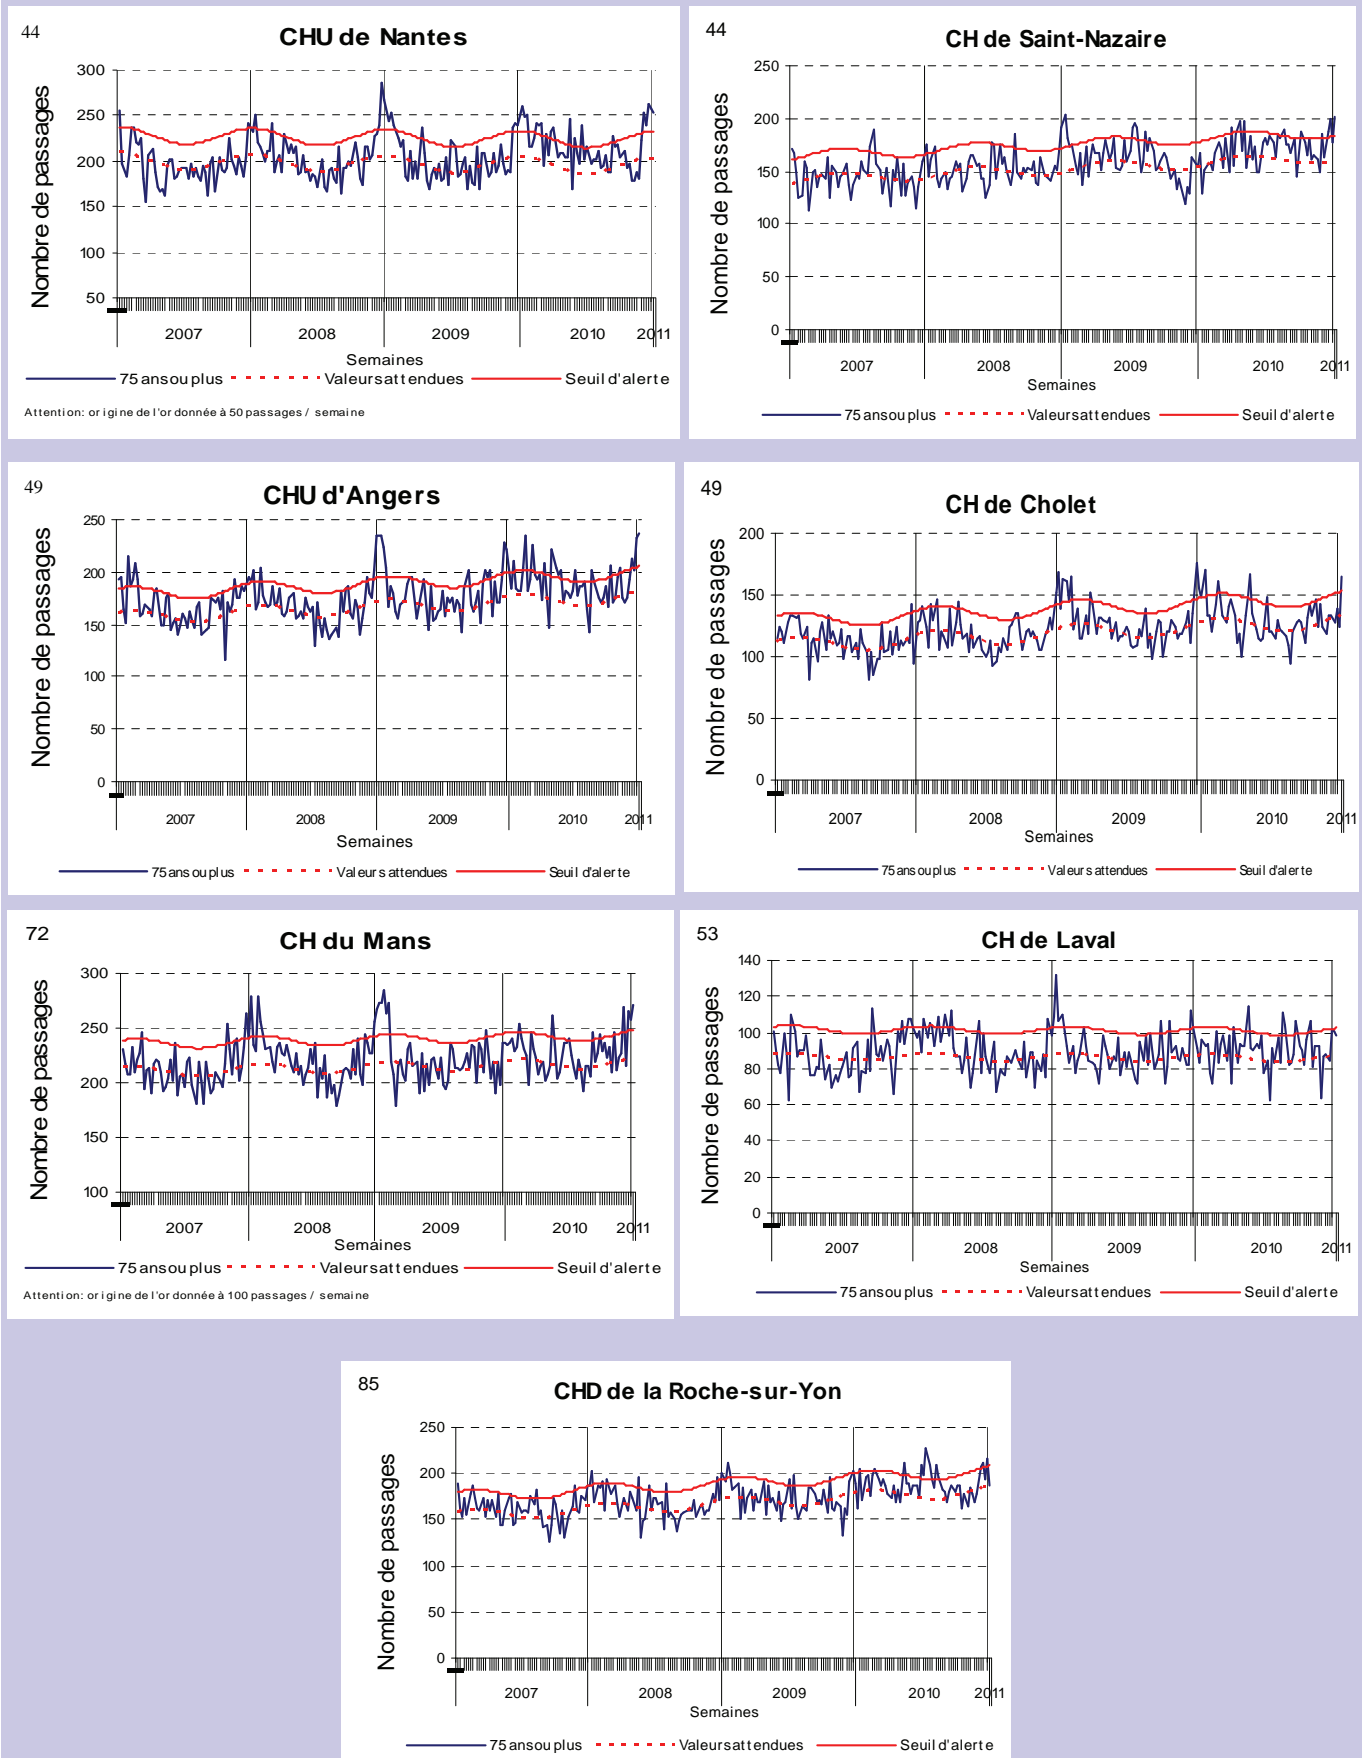 44
CHU de Nantes
Nombre de passages
300
250
200
150
100
50
2007
2008
2009
2010
2011
Semaines
75 ans ou plus
Valeurs attendues
Seuil d'alerte
Attention: origine de l'ordonnée à 50 passages / semaine
44
CH de Saint-Nazaire
Nombre de passages
250
200
150
100
50
0
2007
2008
2009
2010
2011
Semaines
75 ans ou plus
Valeurs attendues
Seuil d'alerte
49
CHU d'Angers
Nombre de passages
250
200
150
100
50
0
2007
2008
2009
2010
2011
Semaines
75 ans ou plus
Valeurs attendues
Seuil d'alerte
49
CH de Cholet
Nombre de passages
200
150
100
50
0
2007
2008
2009
2010
2011
Semaines
75 ans ou plus
Valeurs attendues
Seuil d'alerte
72
CH du Mans
Nombre de passages
300
250
200
150
100
2007
2008
2009
2010
2011
Semaines
75 ans ou plus
Valeurs attendues
Seuil d'alerte
Attention: origine de l'ordonnée à 100 passages / semaine
53
CH de Laval
Nombre de passages
140
120
100
80
60
40
20
0
2007
2008
2009
2010
2011
Semaines
75 ans ou plus
Valeurs attendues
Seuil d'alerte
85
CHD de la Roche-sur-Yon
Nombre de passages
250
200
150
100
50
0
2007
2008
2009
2010
2011
Semaines
75 ans ou plus
Valeurs attendues
Seuil d'alerte